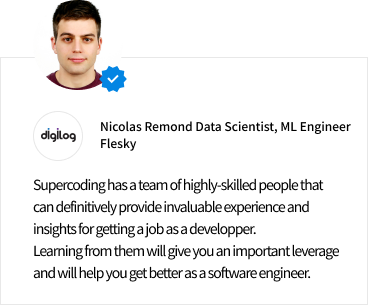 digilog
Nicolas Remond Data Scientist, ML Engineer
Flesky
Supercoding has a team of highly-skilled people that
can definitively provide invaluable experience and
insights for getting a job as a developper.
Learning from them will give you an important leverage
and will help you get better as a software engineer.